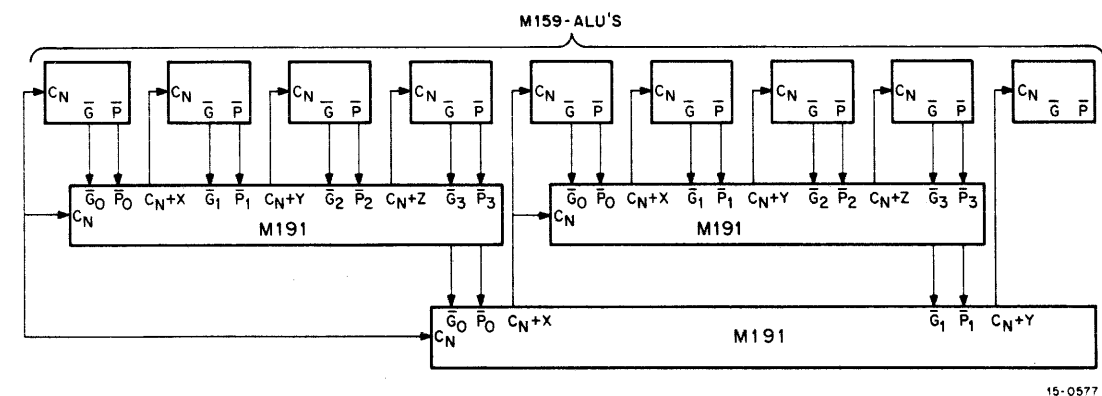 M159-ALU'S
C_N C_N C_N C_N C_N C_N C_N C_N C_N
G̅ P̅ G̅ P̅ G̅ P̅ G̅ P̅ G̅ P̅ G̅ P̅ G̅ P̅ G̅ P̅ G̅ P̅
G̅0 P̅0 C_N+X G̅1 P̅1 C_N+Y G̅2 P̅2 C_N+Z G̅3 P̅3
C_N
M191
G̅0 P̅0 C_N+X G̅1 P̅1 C_N+Y G̅2 P̅2 C_N+Z G̅3 P̅3
C_N
M191
G̅0 P̅0 C_N+X G̅1 P̅1 C_N+Y
C_N
M191
15-0577